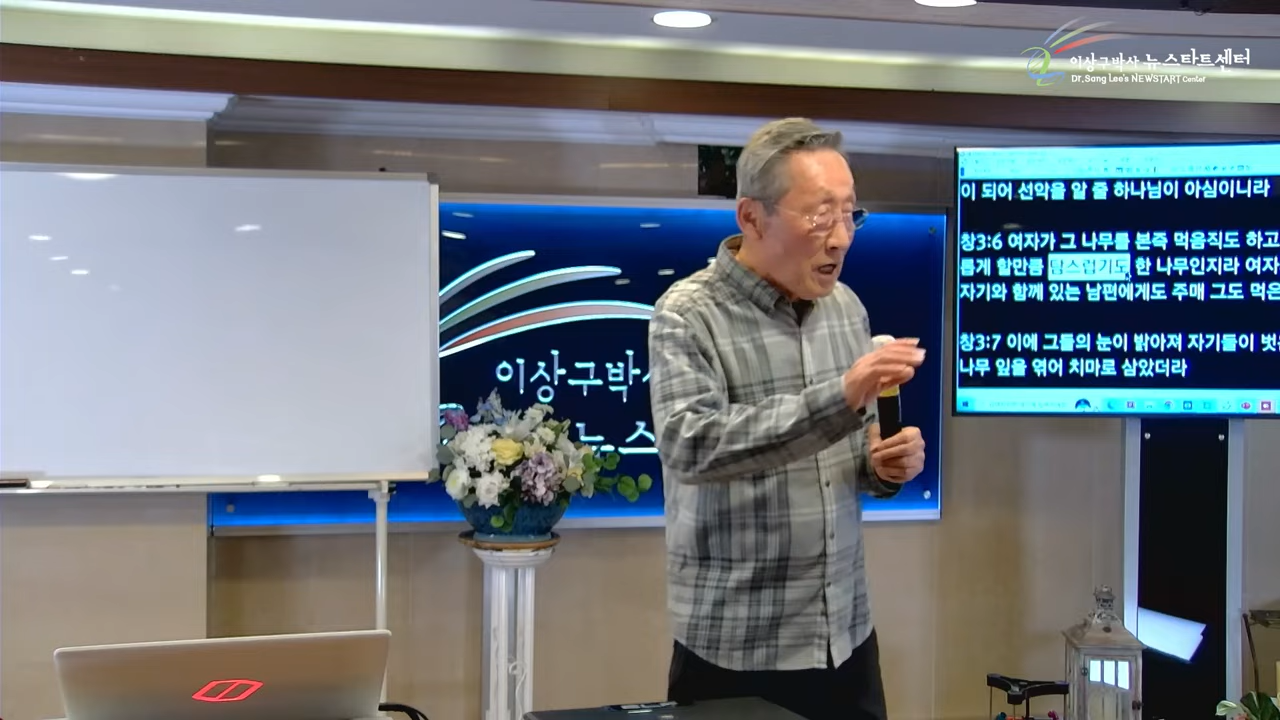 이상구박사 뉴스타트센터
Dr. Sang Lee's NEWSTART Center
이 되어 선악을 알 줄 하나님이 아심이니라
창3:6 여자가 그 나무를 본즉 먹음직도 하고
롭게 할만큼 탐스럽기도 한 나무인지라 여자
자기와 함께 있는 남편에게도 주매 그도 먹은
창3:7 이에 그들의 눈이 밝아져 자기들이 벗
나무 잎을 엮어 치마로 삼았더라
이상구박
뉴스